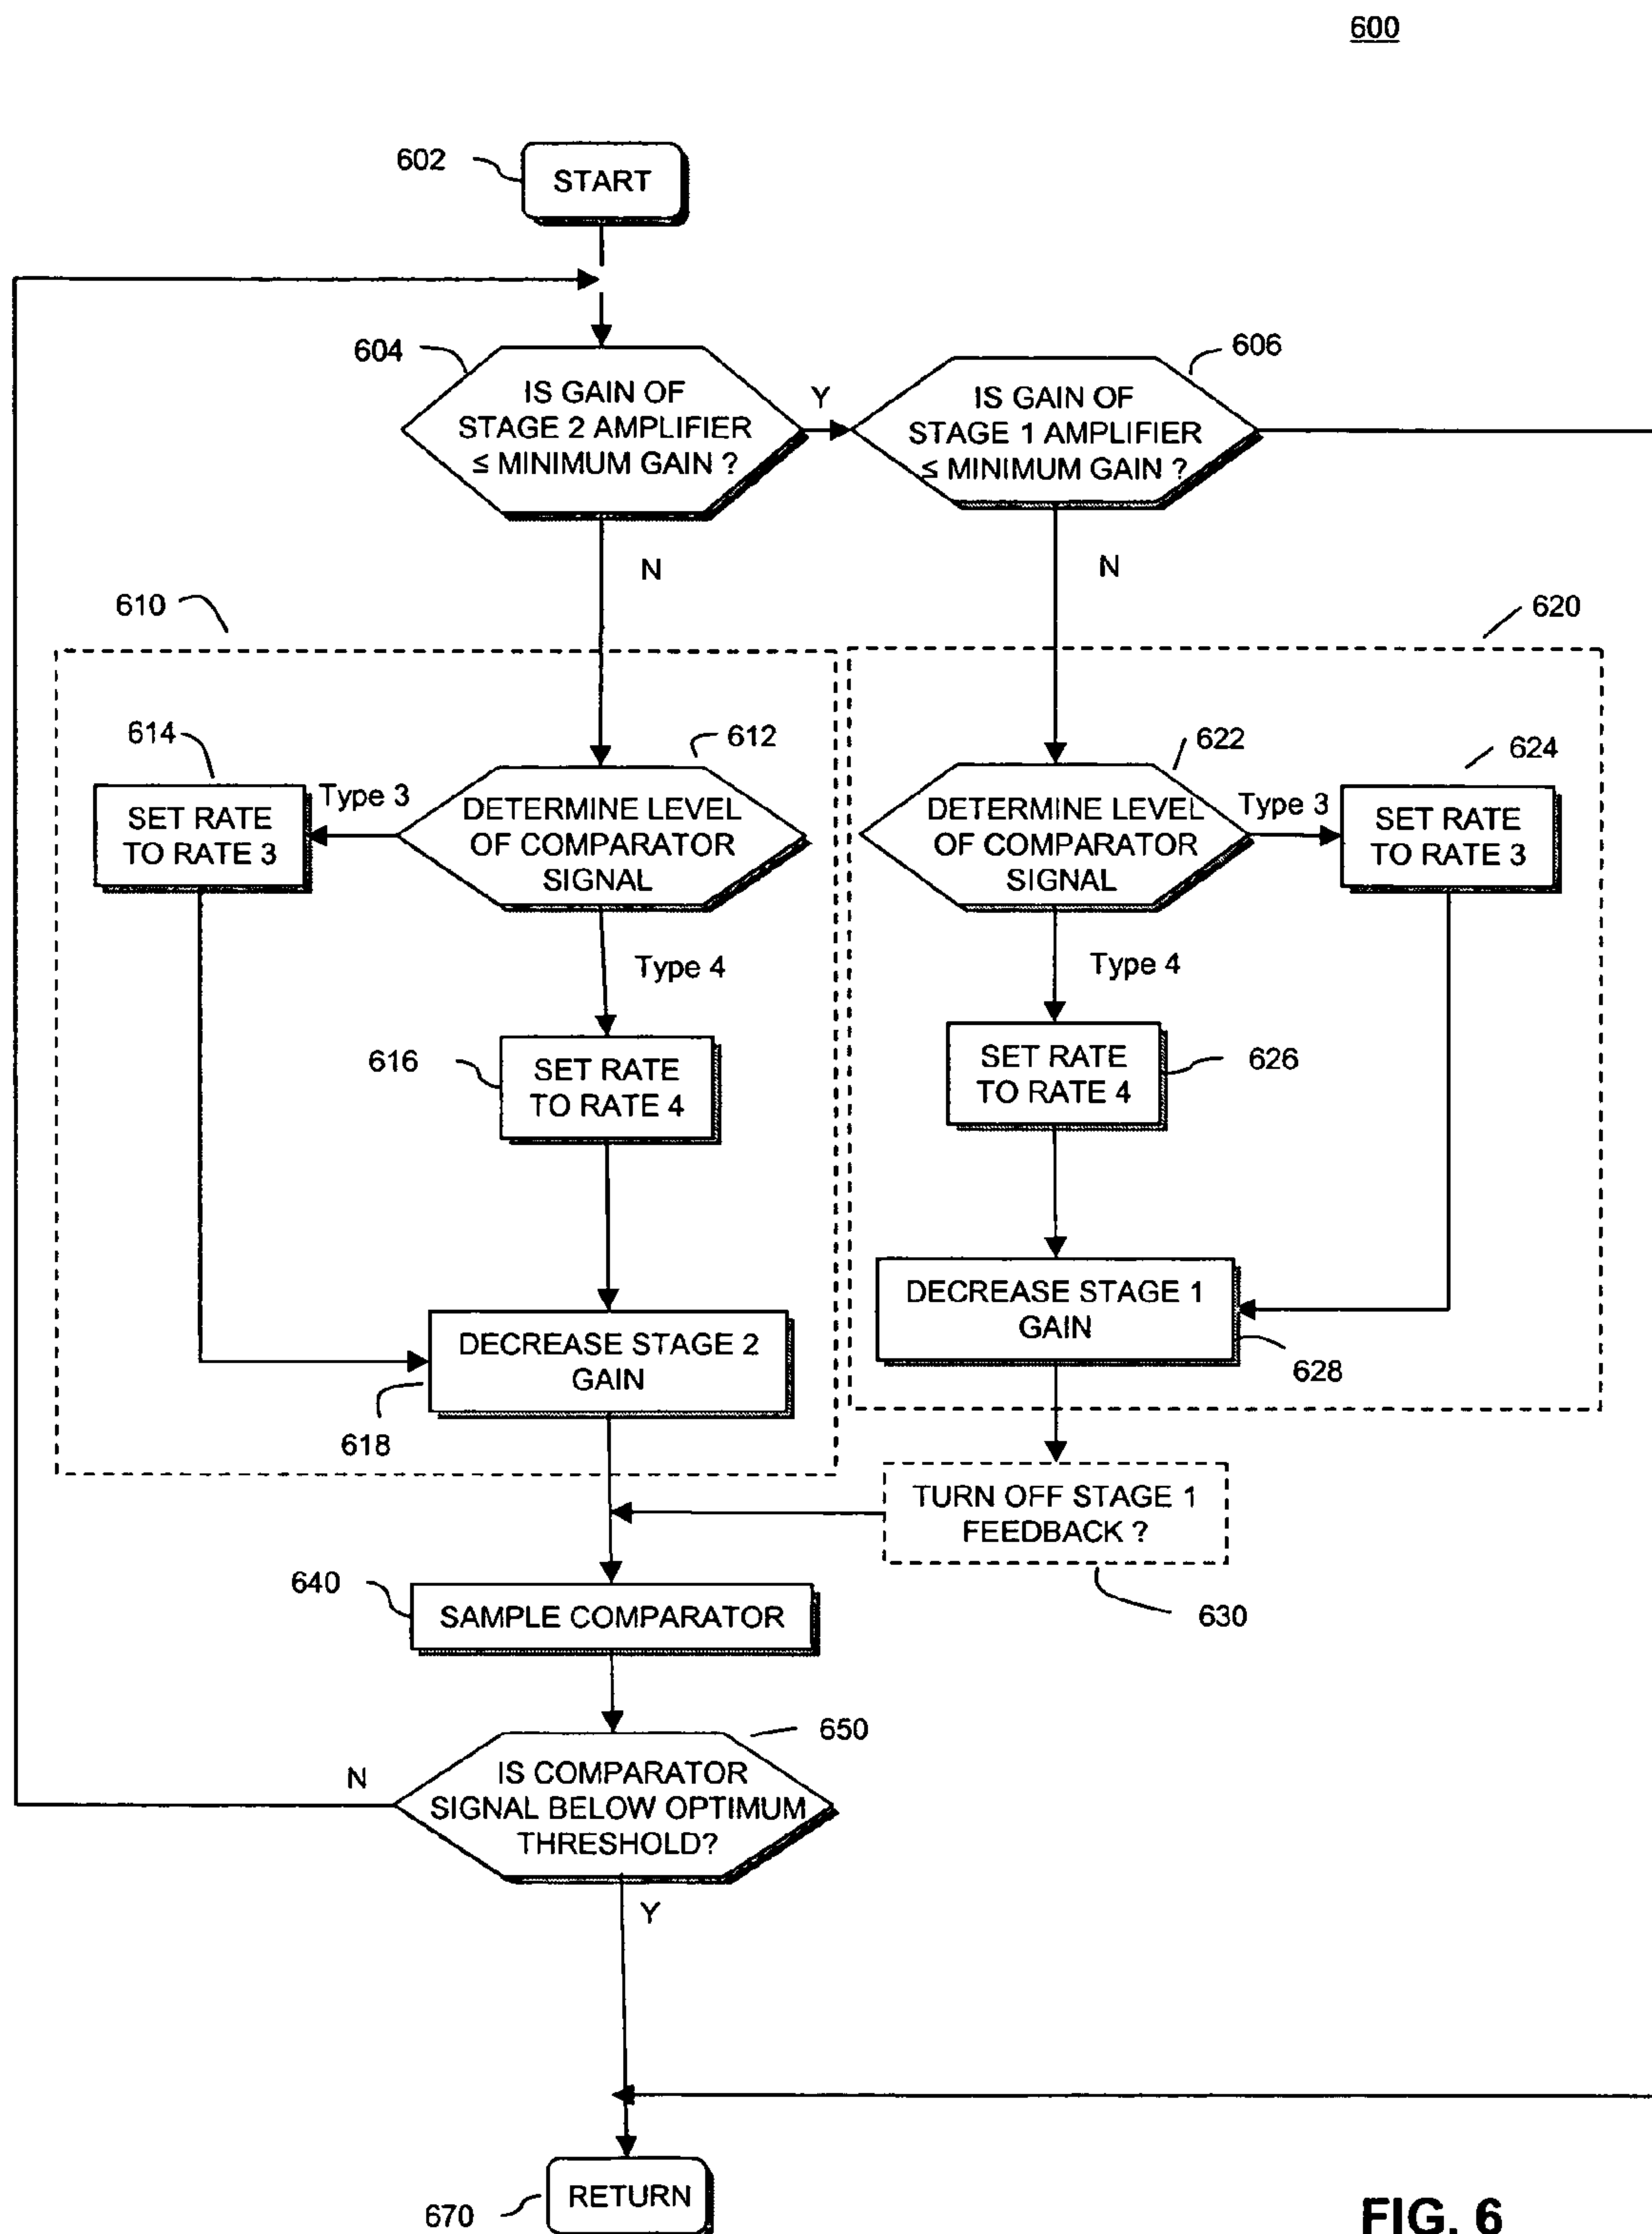 600
602
START
604
IS GAIN OF
STAGE 2 AMPLIFIER
≤ MINIMUM GAIN ?
Y
606
IS GAIN OF
STAGE 1 AMPLIFIER
≤ MINIMUM GAIN ?
N
N
610
620
614
SET RATE
TO RATE 3
Type 3
612
DETERMINE LEVEL
OF COMPARATOR
SIGNAL
622
DETERMINE LEVEL
OF COMPARATOR
SIGNAL
Type 3
624
SET RATE
TO RATE 3
Type 4
Type 4
616
SET RATE
TO RATE 4
SET RATE
TO RATE 4
626
DECREASE STAGE 2
GAIN
618
DECREASE STAGE 1
GAIN
628
TURN OFF STAGE 1
FEEDBACK ?
630
640
SAMPLE COMPARATOR
650
N
IS COMPARATOR
SIGNAL BELOW OPTIMUM
THRESHOLD?
Y
670
RETURN
FIG. 6